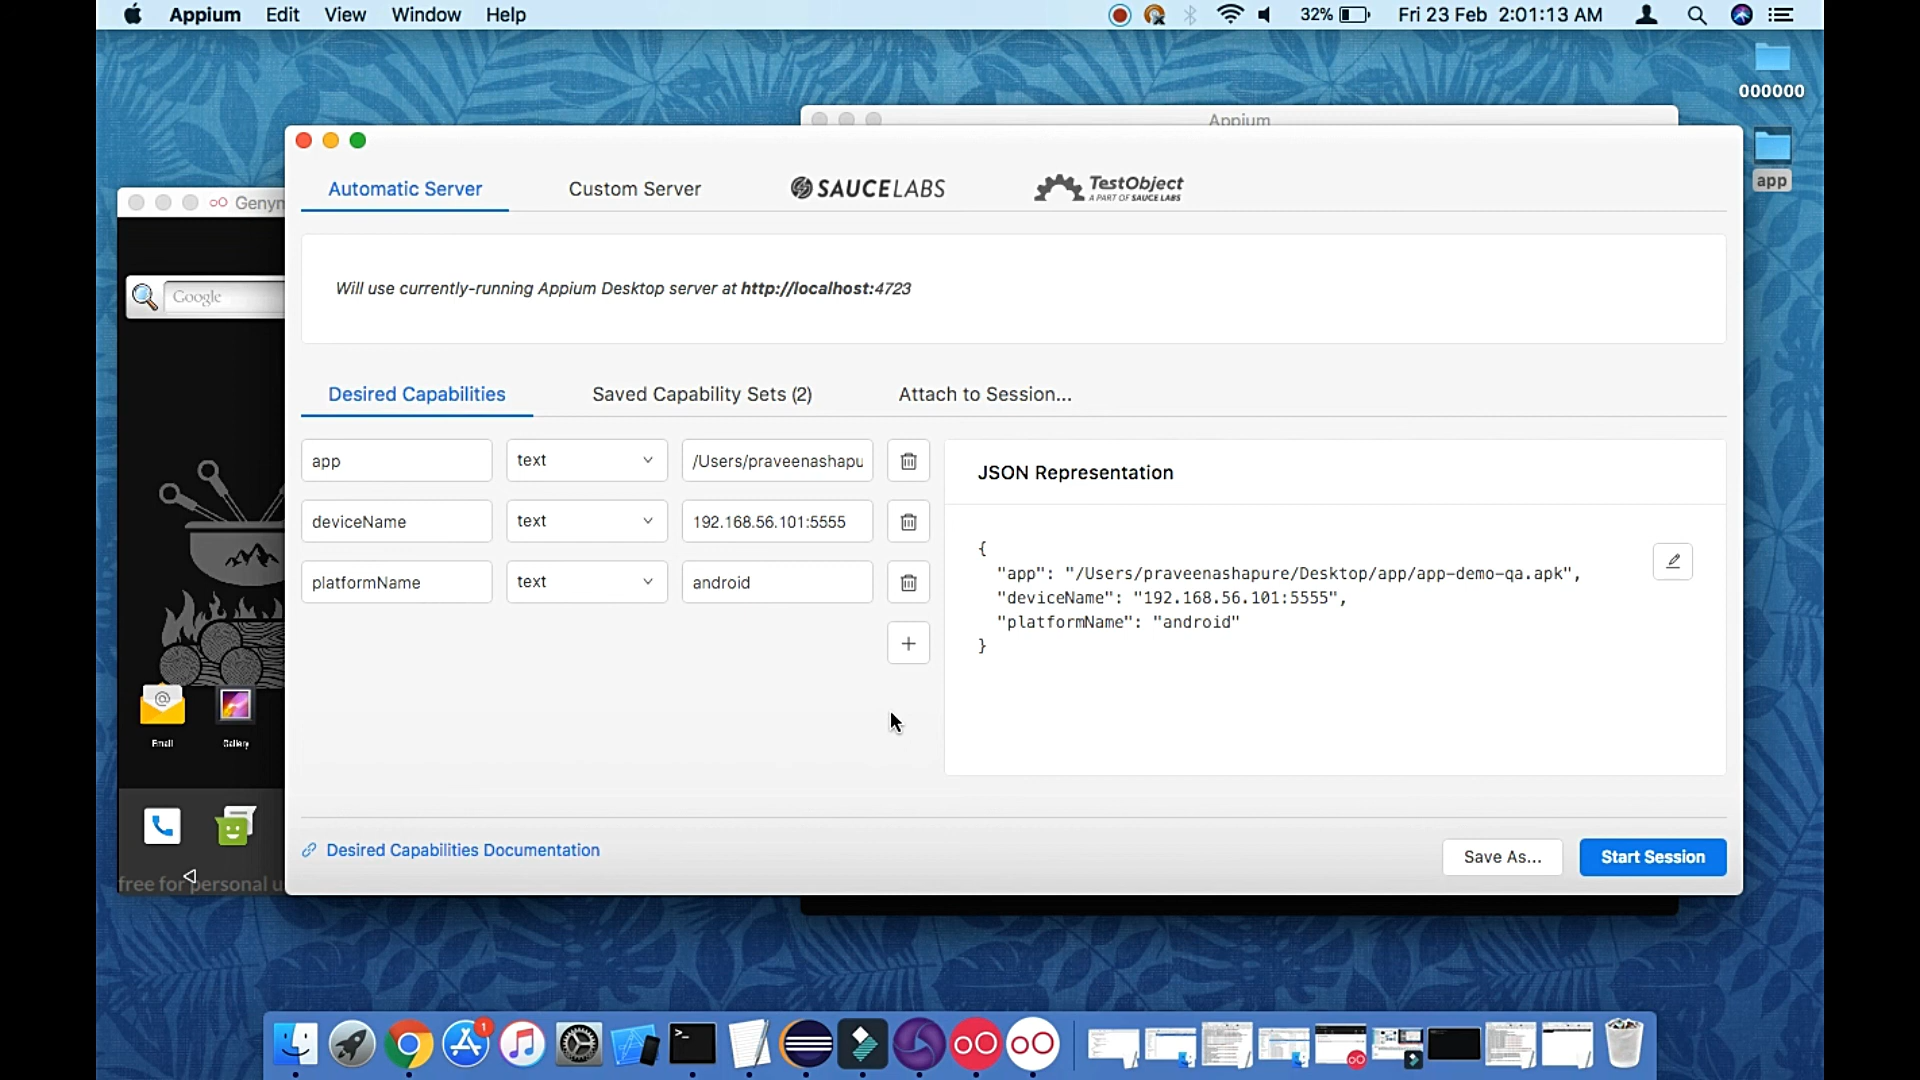 Appium Edit View Window Help
32% Fri 23 Feb 2:01:13 AM
000000
app
Appium
Genyn
Google
Email Gallery
free for personal u
Automatic Server Custom Server SAUCELABS TestObject
A PART OF SAUCE LABS
Will use currently-running Appium Desktop server at http://localhost:4723
Desired Capabilities Saved Capability Sets (2) Attach to Session...
app text /Users/praveenashapu
deviceName text 192.168.56.101:5555
platformName text android
+
JSON Representation
{
"app": "/Users/praveenashapure/Desktop/app/app-demo-qa.apk",
"deviceName": "192.168.56.101:5555",
"platformName": "android"
}
Desired Capabilities Documentation
Save As... Start Session
1